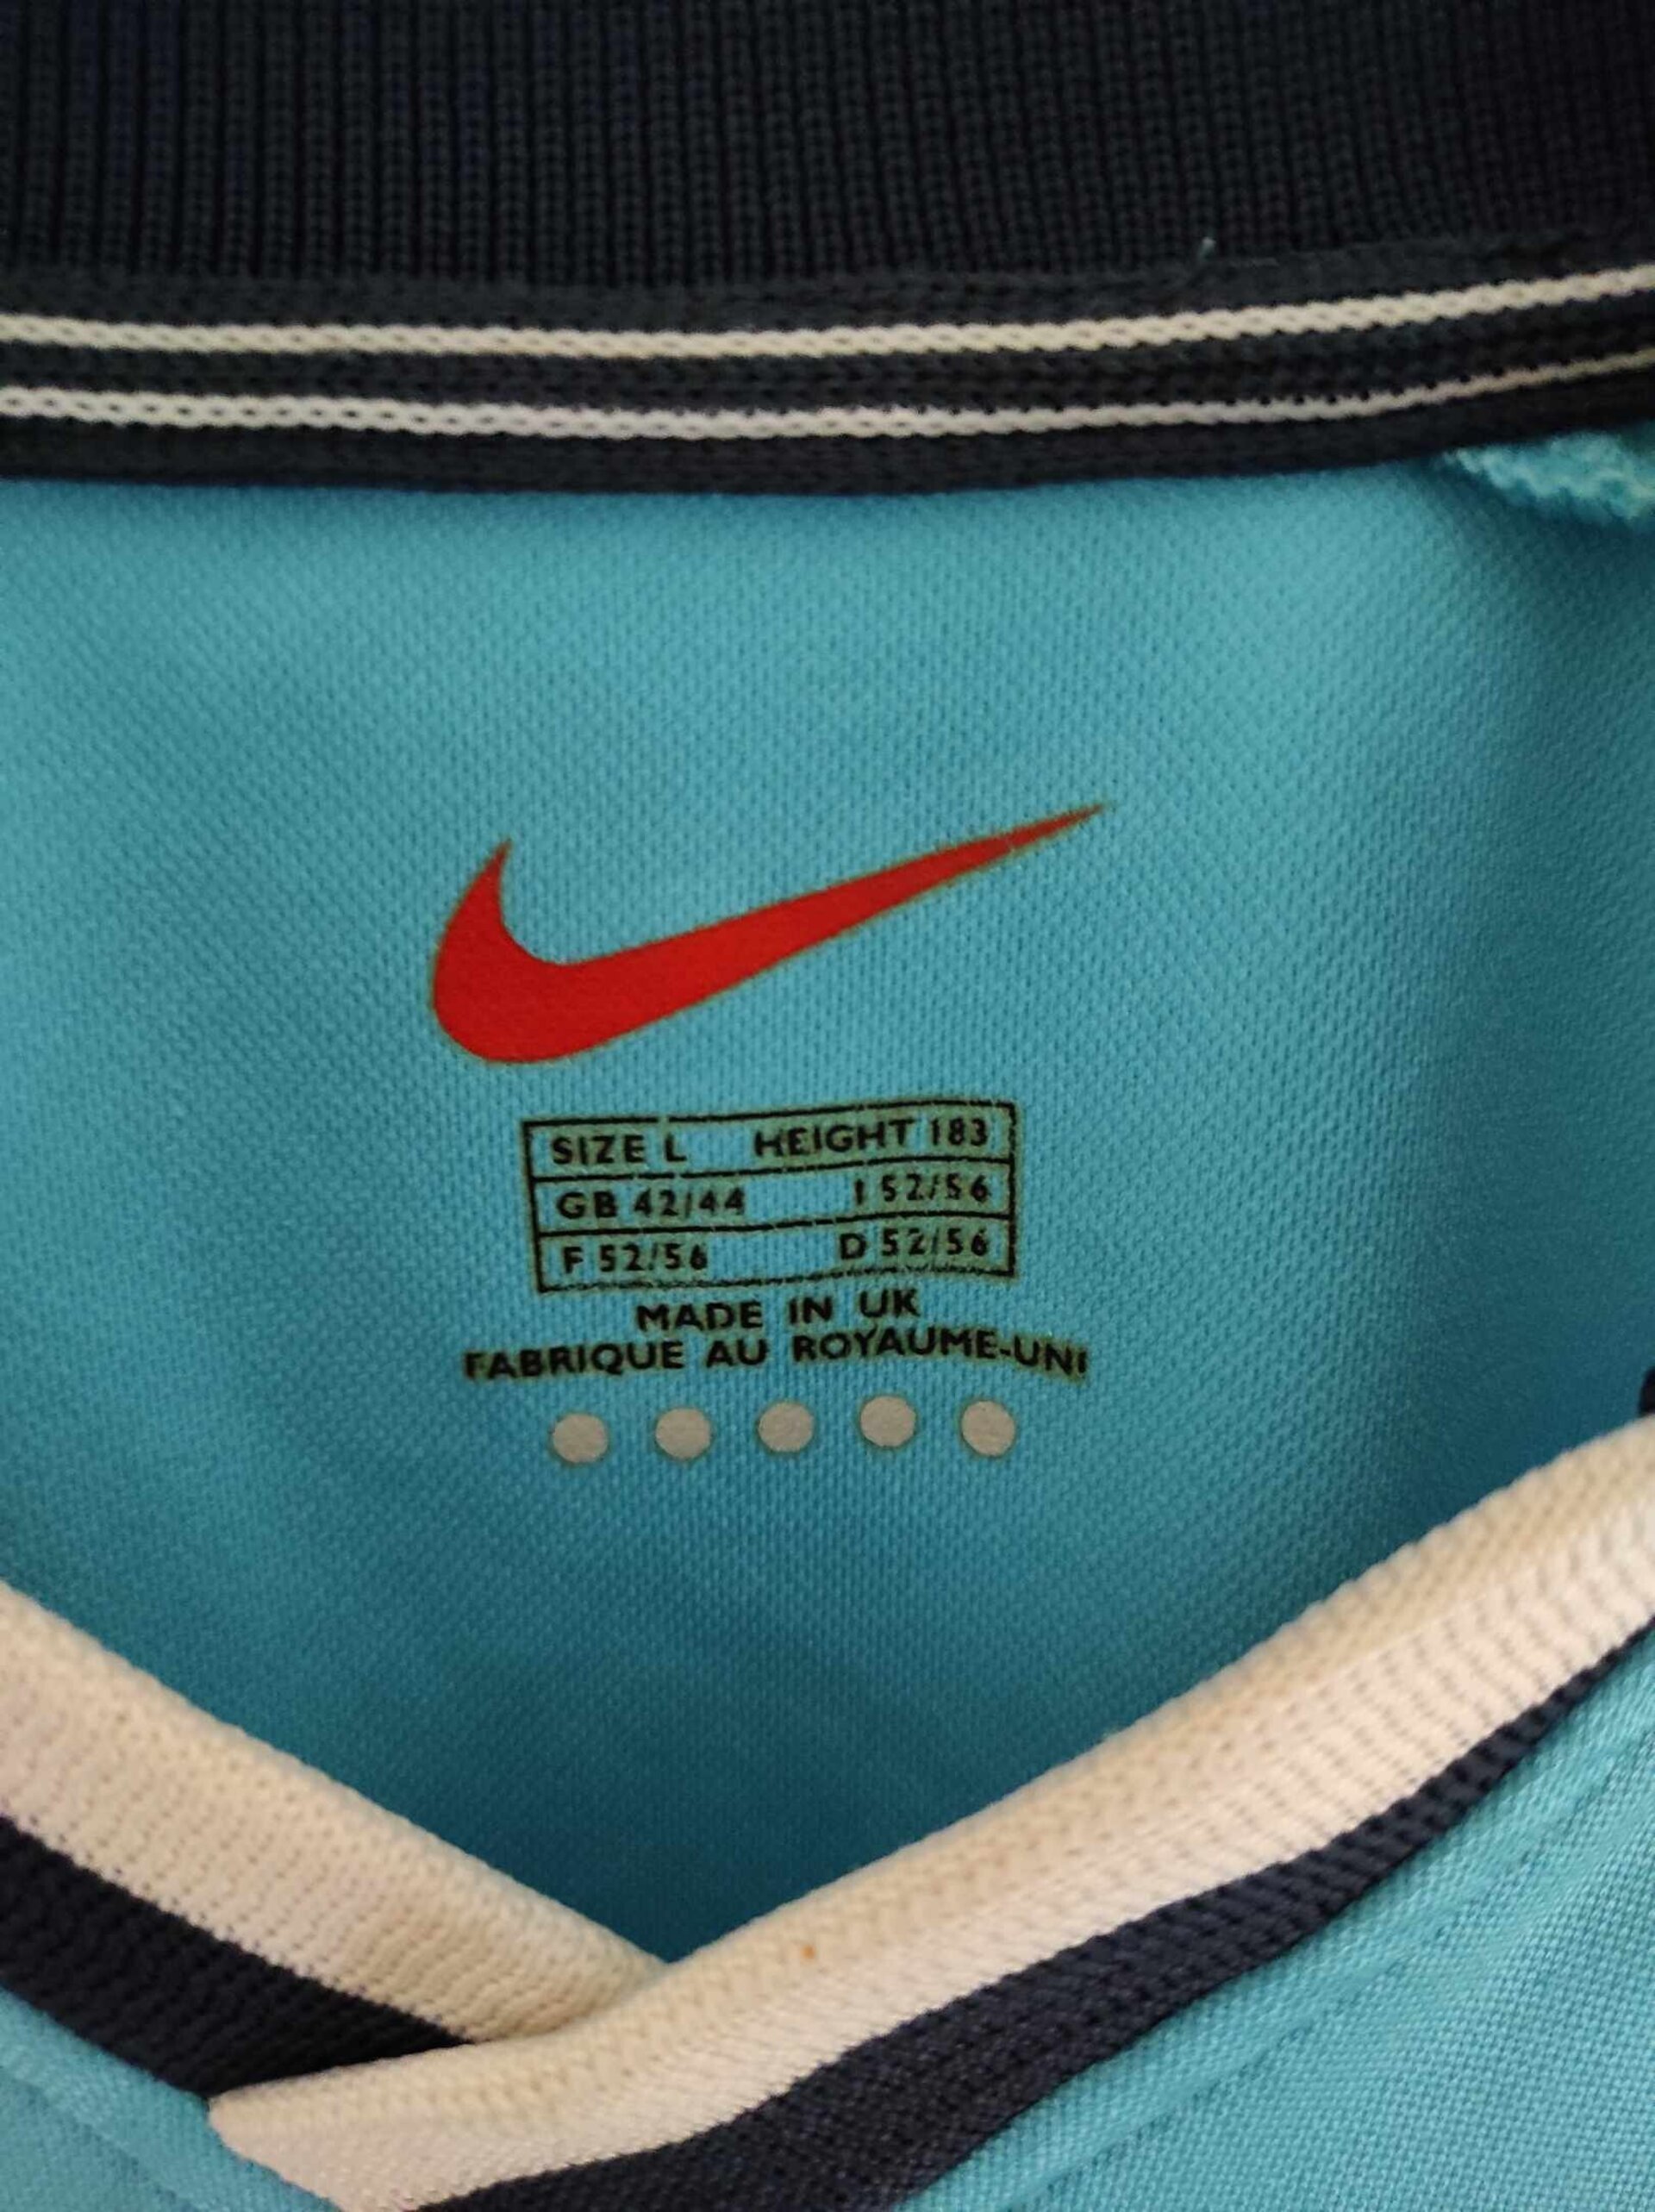 SIZE L HEIGHT 183
GB 42/44 I 52/56
F 52/56 D 52/56
MADE IN UK
FABRIQUE AU ROYAUME-UNI